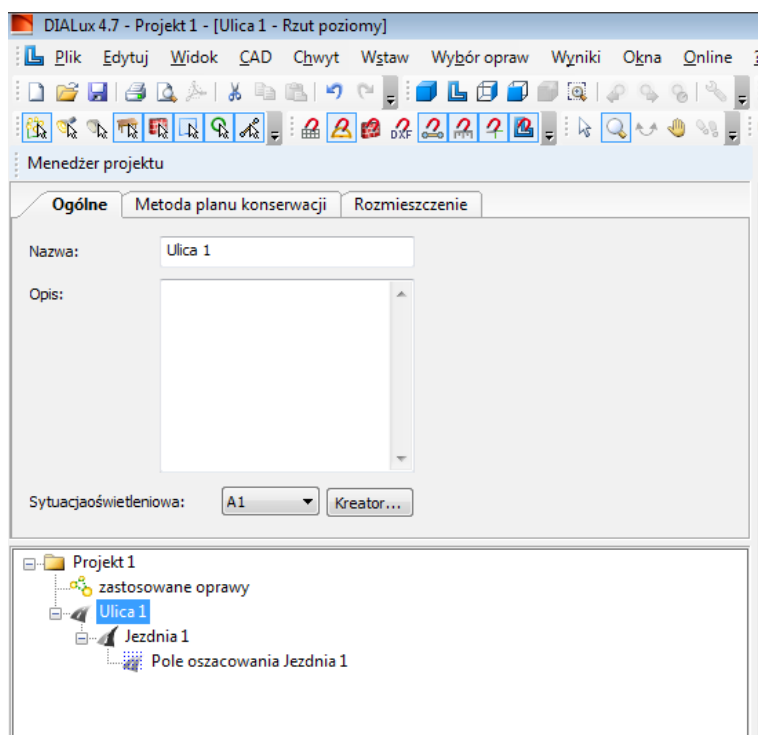 DIALux 4.7 - Projekt 1 - [Ulica 1 - Rzut poziomy]
Plik Edytuj Widok CAD Chwyt Wstaw Wybór opraw Wyniki Okna Online ?
DXF
Menedżer projektu
Ogólne Metoda planu konserwacji Rozmieszczenie
Nazwa: Ulica 1
Opis:
Sytuacjaoświetleniowa: A1 Kreator...
Projekt 1
zastosowane oprawy
Ulica 1
Jezdnia 1
Pole oszacowania Jezdnia 1